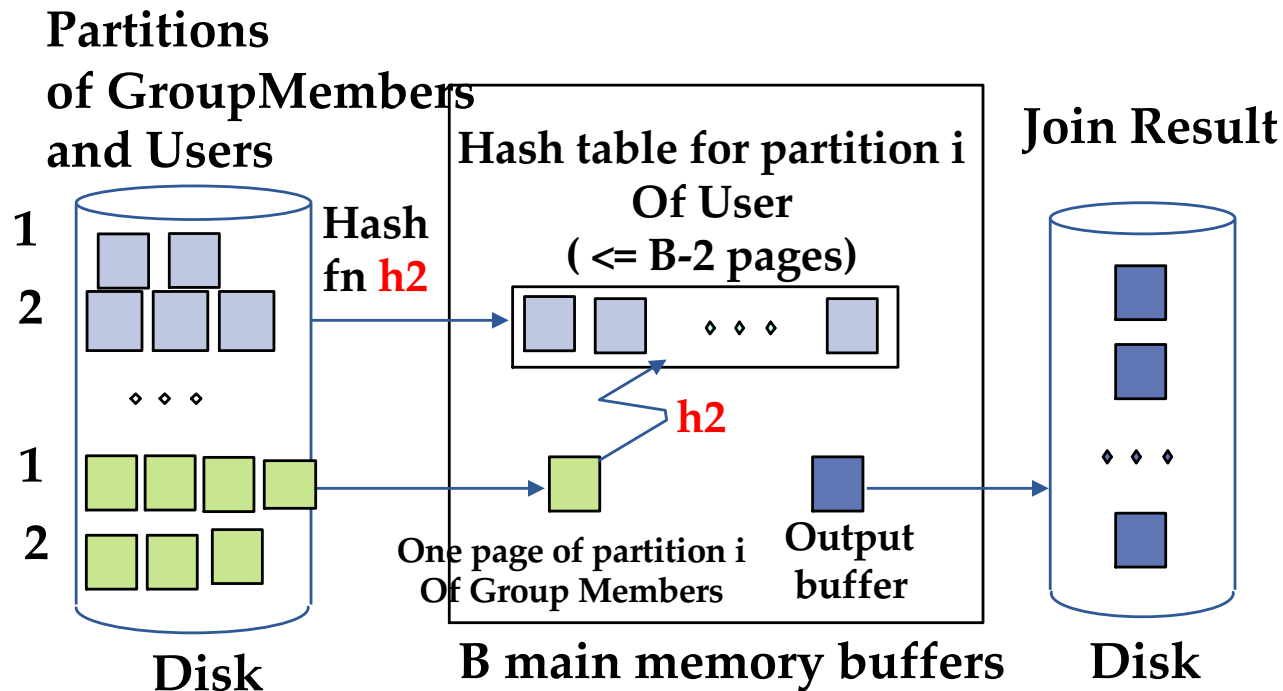 Partitions
of GroupMembers
and Users
1
2
1
2
Disk
Hash
fn h2
Hash table for partition i
Of User
( <= B-2 pages)
h2
One page of partition i
Of Group Members
Output
buffer
B main memory buffers
Join Result
Disk